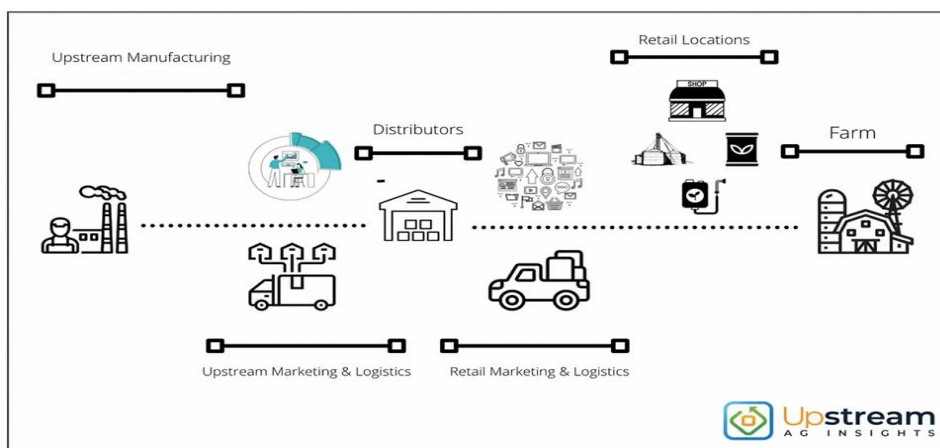 Upstream Manufacturing
Retail Locations
SHOP
Distributors
Farm
Upstream Marketing & Logistics
Retail Marketing & Logistics
Upstream
AG INSIGHTS